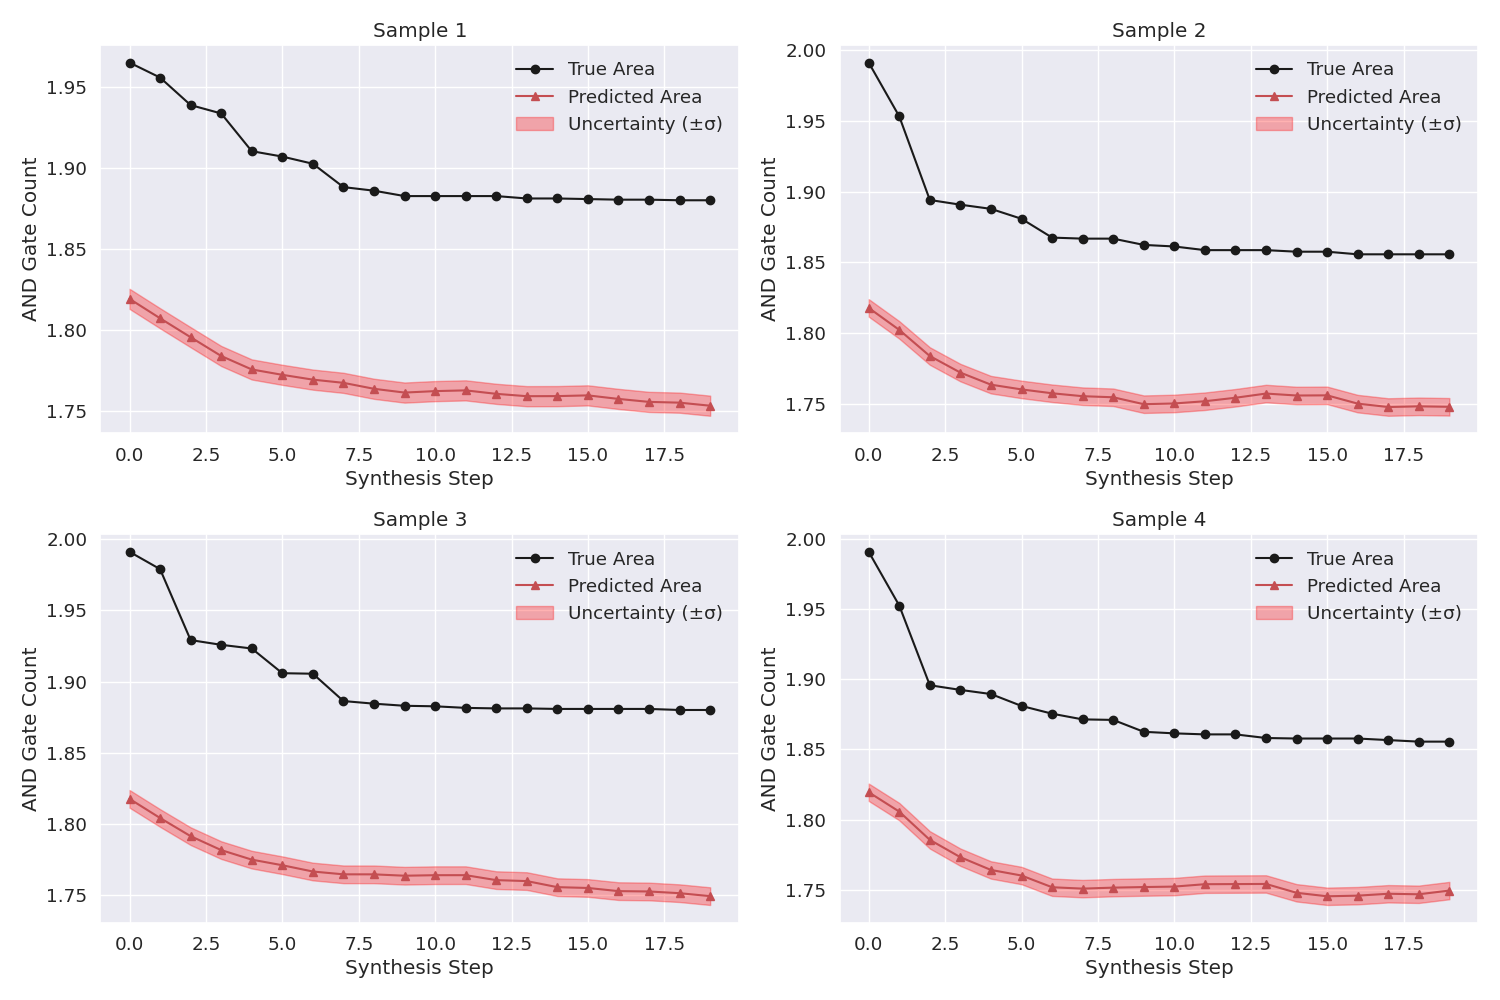 Sample 1
True Area
Predicted Area
Uncertainty (±σ)
AND Gate Count
1.95
1.90
1.85
1.80
1.75
0.0 2.5 5.0 7.5 10.0 12.5 15.0 17.5
Synthesis Step
Sample 2
True Area
Predicted Area
Uncertainty (±σ)
AND Gate Count
2.00
1.95
1.90
1.85
1.80
1.75
0.0 2.5 5.0 7.5 10.0 12.5 15.0 17.5
Synthesis Step
Sample 3
True Area
Predicted Area
Uncertainty (±σ)
AND Gate Count
2.00
1.95
1.90
1.85
1.80
1.75
0.0 2.5 5.0 7.5 10.0 12.5 15.0 17.5
Synthesis Step
Sample 4
True Area
Predicted Area
Uncertainty (±σ)
AND Gate Count
2.00
1.95
1.90
1.85
1.80
1.75
0.0 2.5 5.0 7.5 10.0 12.5 15.0 17.5
Synthesis Step